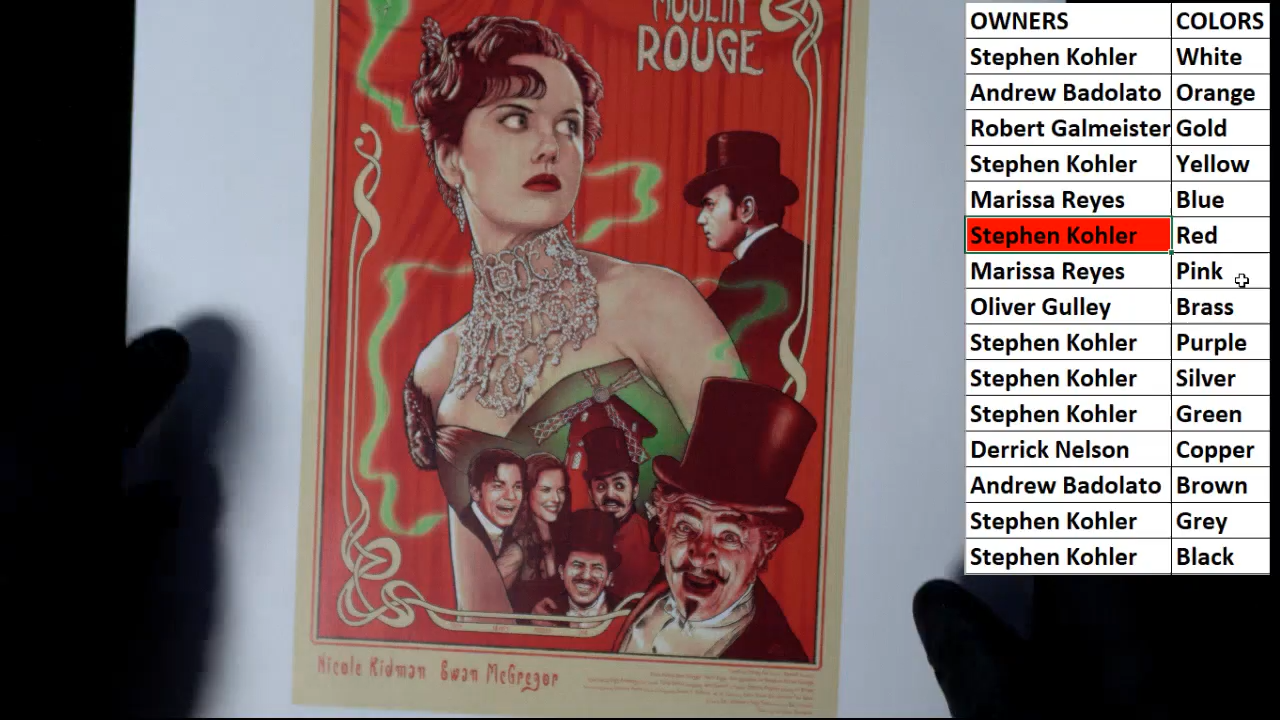 MOULIN
ROUGE
Nicole Kidman Ewan McGregor
OWNERS COLORS
Stephen Kohler White
Andrew Badolato Orange
Robert Galmeister Gold
Stephen Kohler Yellow
Marissa Reyes Blue
Stephen Kohler Red
Marissa Reyes Pink
Oliver Gulley Brass
Stephen Kohler Purple
Stephen Kohler Silver
Stephen Kohler Green
Derrick Nelson Copper
Andrew Badolato Brown
Stephen Kohler Grey
Stephen Kohler Black